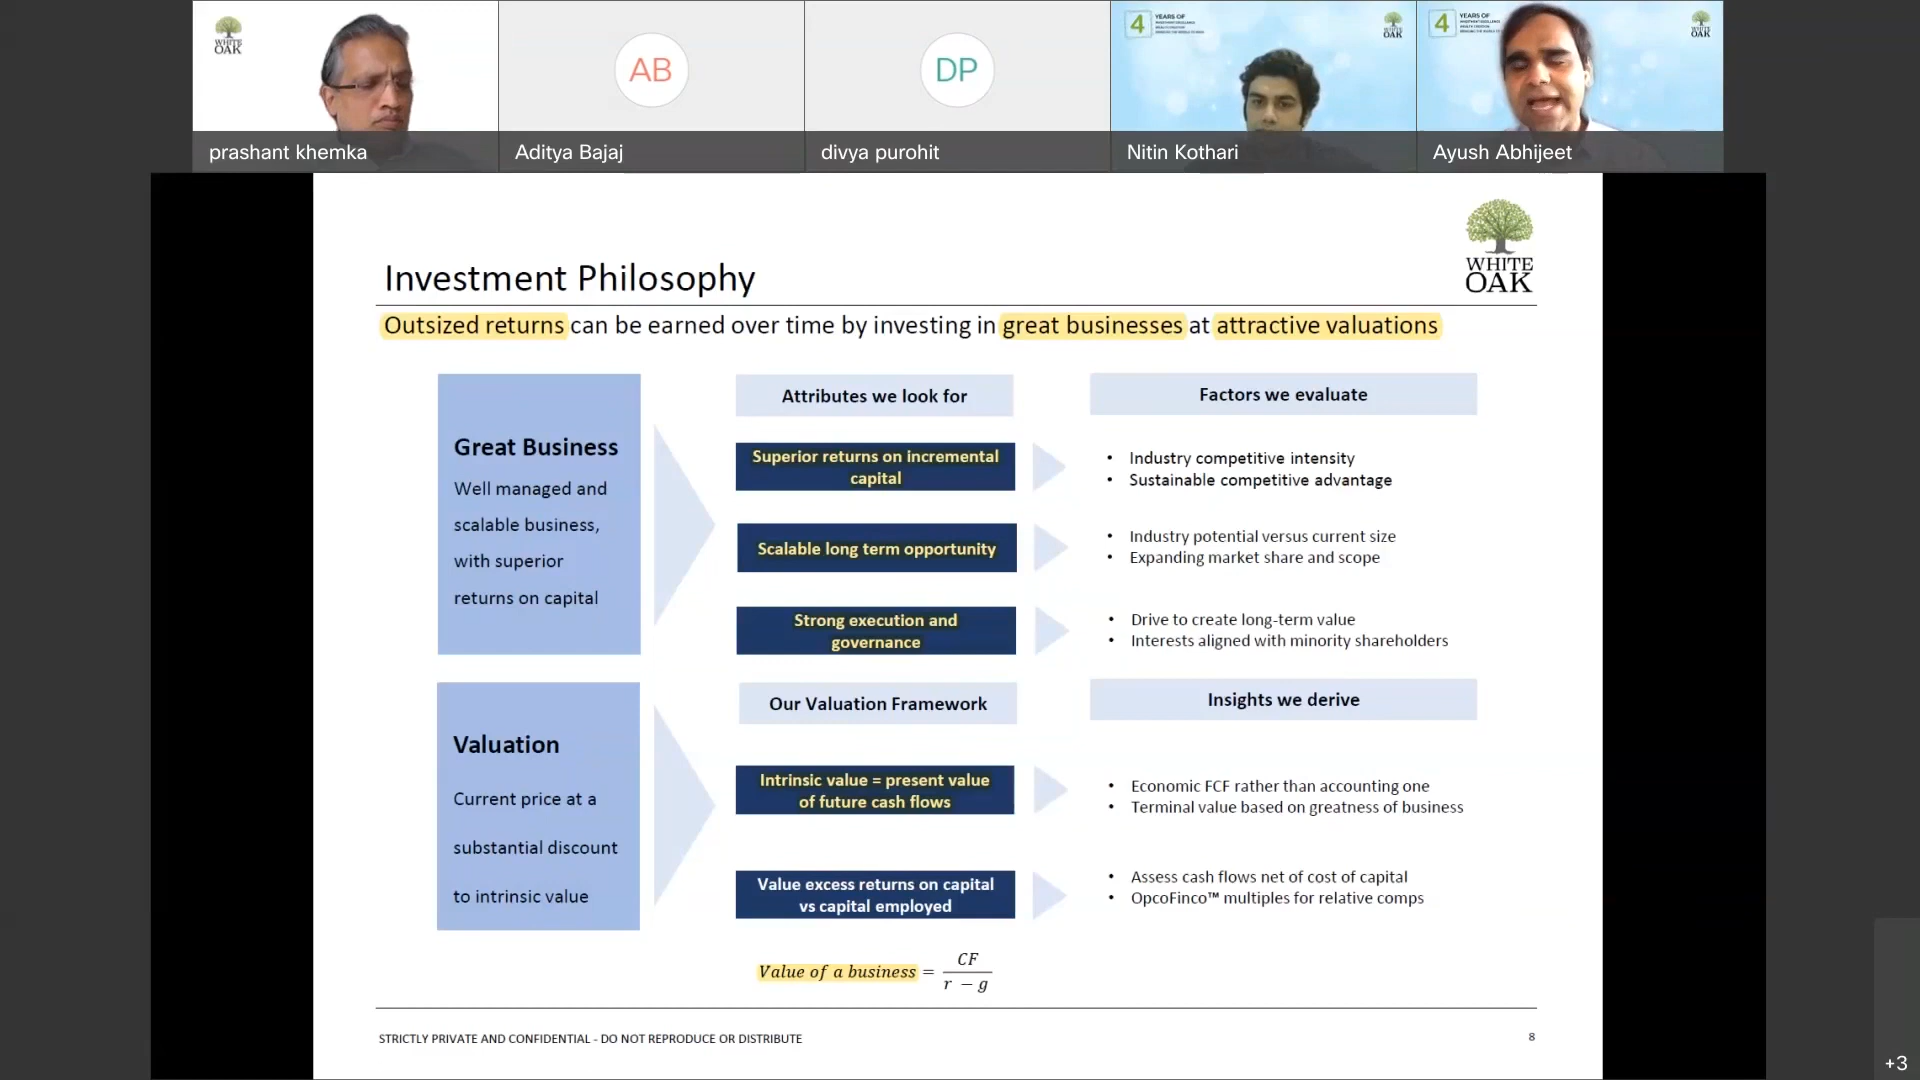 WHITE
OAK
AB
DP
4 YEARS OF
WHITE
OAK
4 YEARS OF
WHITE
OAK
prashant khemka
Aditya Bajaj
divya purohit
Nitin Kothari
Ayush Abhijeet
WHITE
OAK
Investment Philosophy
Outsized returns can be earned over time by investing in great businesses at attractive valuations
Great Business
Well managed and
scalable business,
with superior
returns on capital
Attributes we look for
Factors we evaluate
Superior returns on incremental
capital
• Industry competitive intensity
• Sustainable competitive advantage
Scalable long term opportunity
• Industry potential versus current size
• Expanding market share and scope
Strong execution and
governance
• Drive to create long-term value
• Interests aligned with minority shareholders
Valuation
Current price at a
substantial discount
to intrinsic value
Our Valuation Framework
Insights we derive
Intrinsic value = present value
of future cash flows
• Economic FCF rather than accounting one
• Terminal value based on greatness of business
Value excess returns on capital
vs capital employed
• Assess cash flows net of cost of capital
• OpcoFinco™ multiples for relative comps
Value of a business = CF
r − g
STRICTLY PRIVATE AND CONFIDENTIAL - DO NOT REPRODUCE OR DISTRIBUTE
8
+3